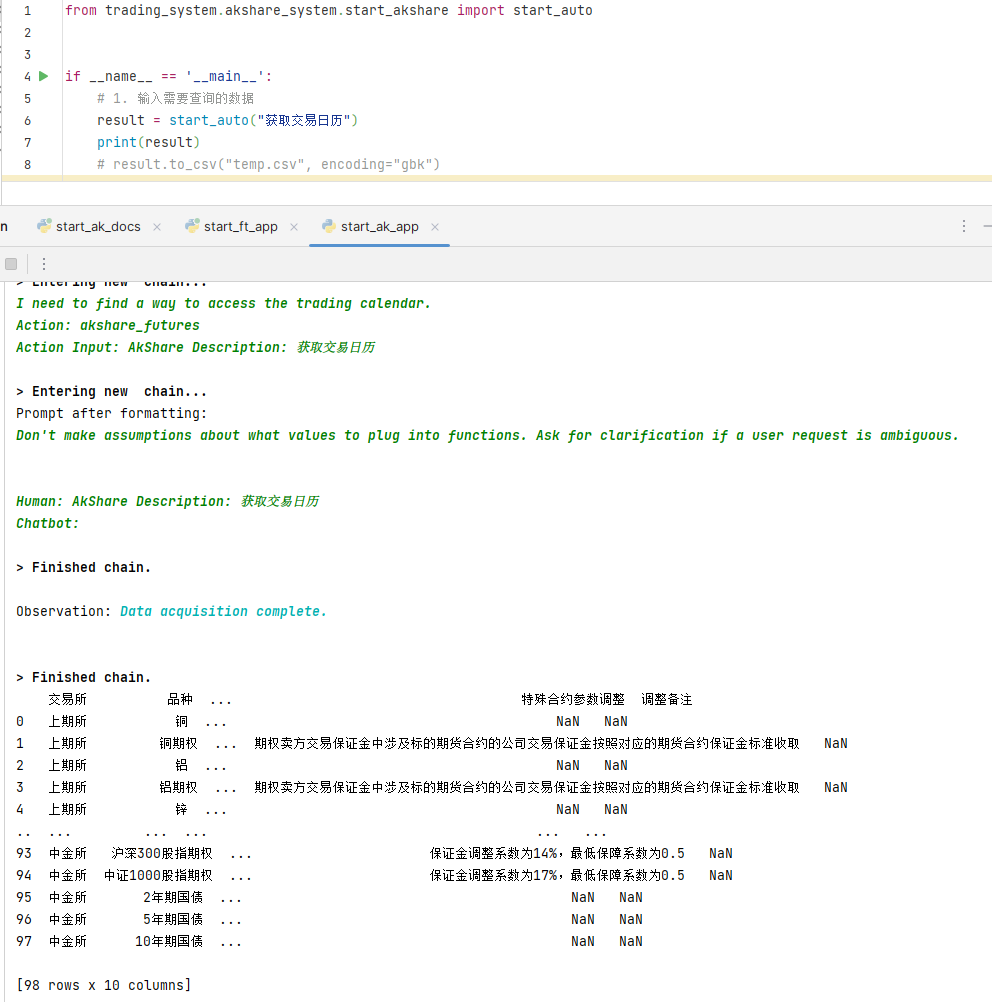 1 from trading_system.akshare_system.start_akshare import start_auto
2
3
4 if __name__ == '__main__':
5 # 1. 输入需要查询的数据
6 result = start_auto("获取交易日历")
7 print(result)
8 # result.to_csv("temp.csv", encoding="gbk")
n start_ak_docs × start_ft_app × start_ak_app ×
> Entering new chain...
I need to find a way to access the trading calendar.
Action: akshare_futures
Action Input: AkShare Description: 获取交易日历
> Entering new chain...
Prompt after formatting:
Don't make assumptions about what values to plug into functions. Ask for clarification if a user request is ambiguous.
Human: AkShare Description: 获取交易日历
Chatbot:
> Finished chain.
Observation: Data acquisition complete.
> Finished chain.
交易所 品种 ... 特殊合约参数调整 调整备注
0 上期所 铜 ... NaN NaN
1 上期所 铜期权 ... 期权卖方交易保证金中涉及标的期货合约的公司交易保证金按照对应的期货合约保证金标准收取 NaN
2 上期所 铝 ... NaN NaN
3 上期所 铝期权 ... 期权卖方交易保证金中涉及标的期货合约的公司交易保证金按照对应的期货合约保证金标准收取 NaN
4 上期所 锌 ... NaN NaN
.. ... ... ... ... ...
93 中金所 沪深300股指期权 ... 保证金调整系数为14%，最低保障系数为0.5 NaN
94 中金所 中证1000股指期权 ... 保证金调整系数为17%，最低保障系数为0.5 NaN
95 中金所 2年期国债 ... NaN NaN
96 中金所 5年期国债 ... NaN NaN
97 中金所 10年期国债 ... NaN NaN
[98 rows x 10 columns]